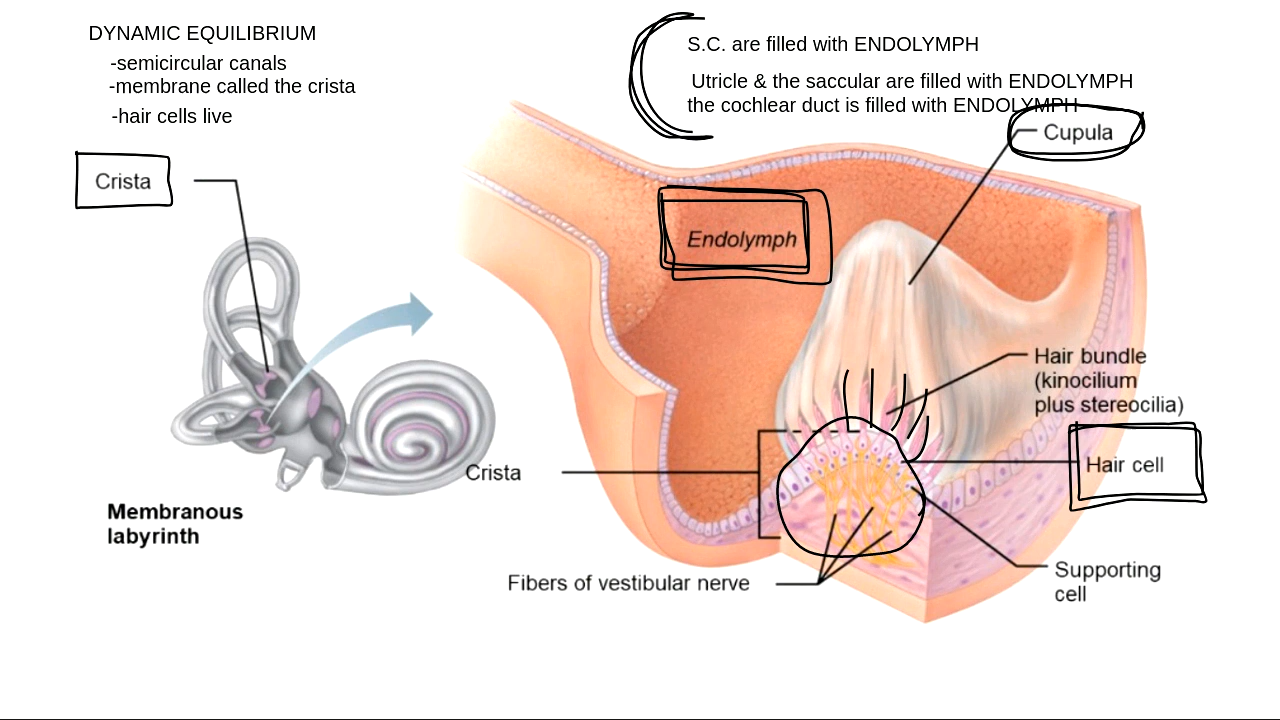 DYNAMIC EQUILIBRIUM
-semicircular canals
-membrane called the crista
-hair cells live
S.C. are filled with ENDOLYMPH
Utricle & the saccular are filled with ENDOLYMPH
the cochlear duct is filled with ENDOLYMPH
Cupula
Crista
Endolymph
Hair bundle
(kinocilium
plus stereocilia)
Hair cell
Crista
Membranous
labyrinth
Fibers of vestibular nerve
Supporting
cell